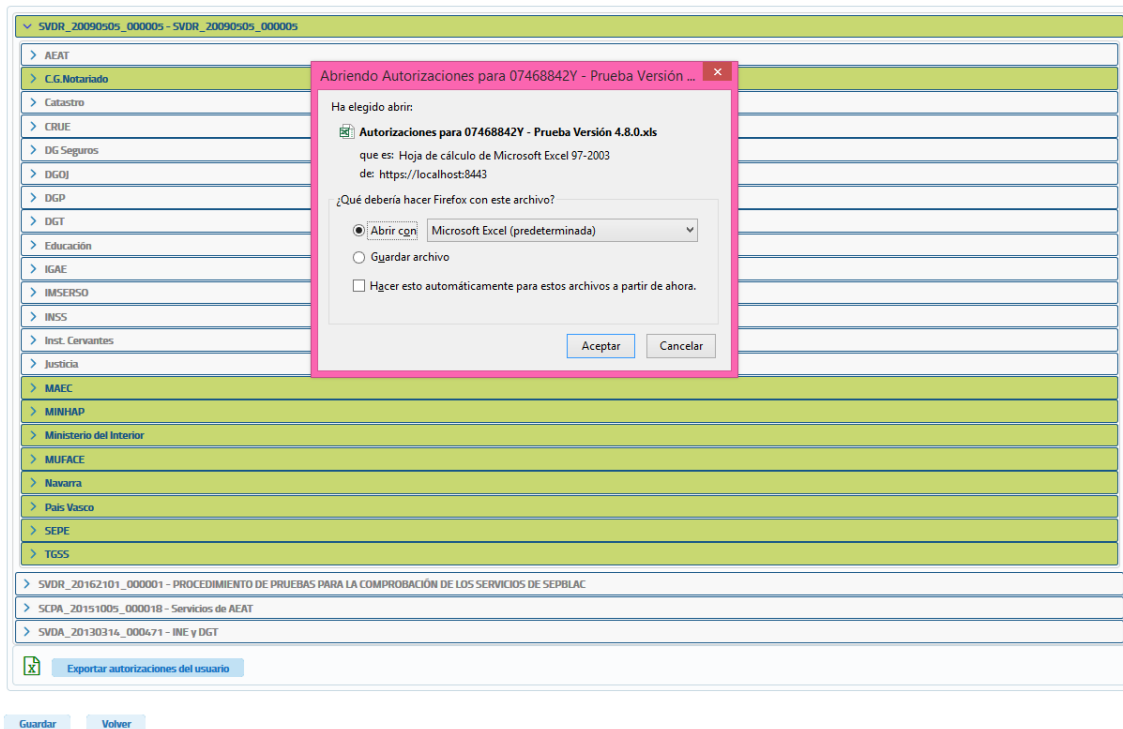 SVDR_20090505_000005 - SVDR_20090505_000005
AEAT
C.G.Notariado
Catastro
CRUE
DG Seguros
DGOJ
DGP
DGT
Educación
IGAE
IMSERSO
INSS
Inst. Cervantes
Justicia
MAEC
MINHAP
Ministerio del Interior
MUFACE
Navarra
Pais Vasco
SEPE
TGSS
SVDR_20162101_000001 - PROCEDIMIENTO DE PRUEBAS PARA LA COMPROBACIÓN DE LOS SERVICIOS DE SEPBLAC
SCPA_20151005_000018 - Servicios de AEAT
SVDA_20130314_000471 - INE y DGT
Exportar autorizaciones del usuario
Guardar Volver
Abriendo Autorizaciones para 07468842Y - Prueba Versión ...
Ha elegido abrir:
Autorizaciones para 07468842Y - Prueba Versión 4.8.0.xls
que es: Hoja de cálculo de Microsoft Excel 97-2003
de: https://localhost:8443
¿Qué debería hacer Firefox con este archivo?
Abrir con Microsoft Excel (predeterminada)
Guardar archivo
Hacer esto automáticamente para estos archivos a partir de ahora.
Aceptar Cancelar